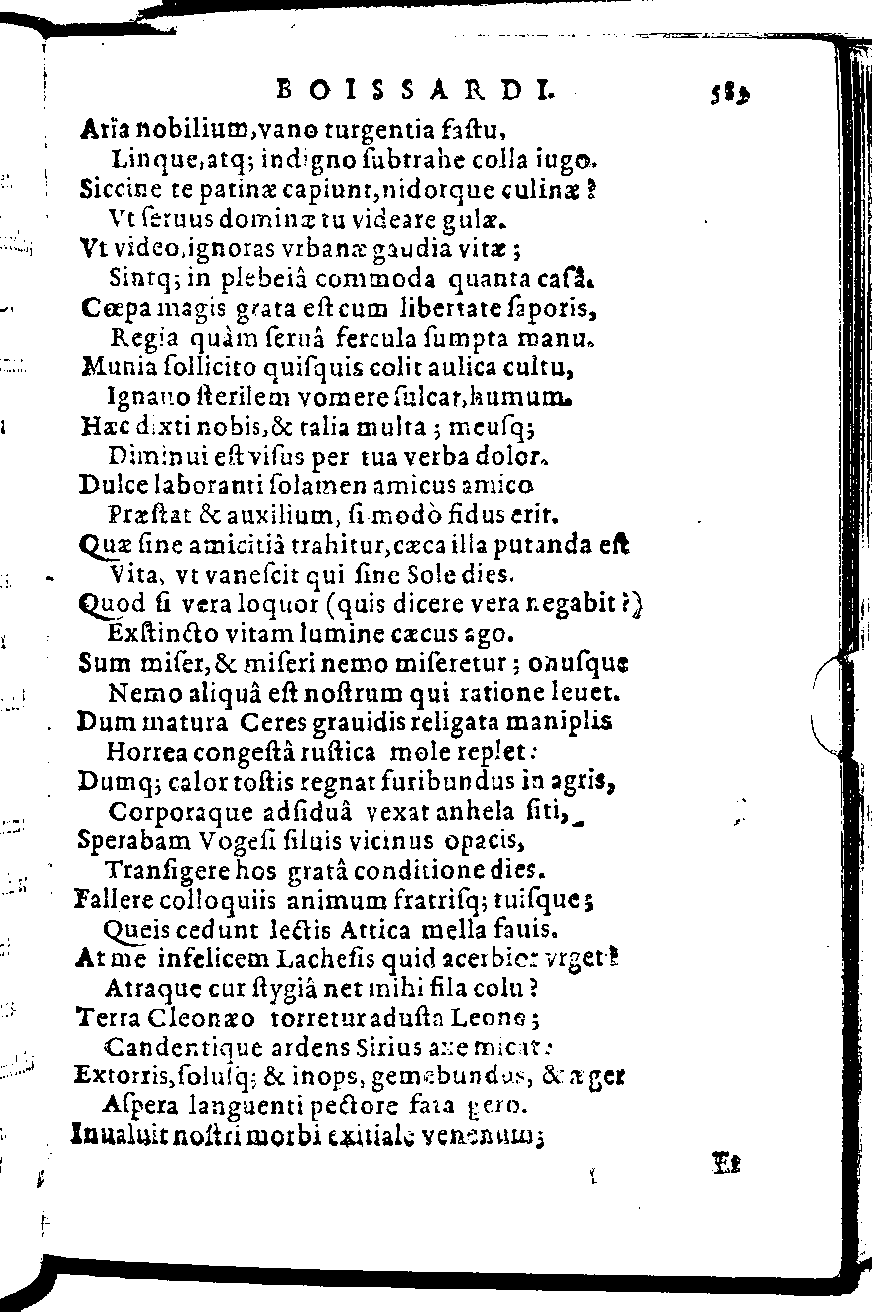 BOISSARDI. 589
Atria nobilium, vano turgentia fastu,
Linque, atq; indigno subtrahe colla iugo.
Siccine te patinæ capiunt, nidorque culinæ?
Vt seruus dominæ tu videare gulæ.
Vt video, ignoras vrbanæ gaudia vitæ;
Sintq; in plebeiâ commoda quanta casâ.
Cœpa magis grata est cum libertate saporis,
Regia quàm seruâ fercula sumpta manu.
Munia sollicito quisquis colit aulica cultu,
Ignauo sterilem vomere sulcat, humum.
Hæc dixti nobis, & talia multa; meusq;
Diminui est visus per tua verba dolor.
Dulce laboranti solamen amicus amico
Præstat & auxilium, si modò fidus erit.
Quæ sine amicitiâ trahitur, cæca illa putanda est
Vita, vt vanescit qui sine Sole dies.
Quod si vera loquor (quis dicere vera negabit?)
Exstincto vitam lumine cæcus ago.
Sum miser, & miseri nemo miseretur; onusque
Nemo aliquâ est nostrum qui ratione leuet.
Dum matura Ceres grauidis religata maniplis
Horrea congestâ rustica mole replet:
Dumq; calor tostis regnat furibundus in agris,
Corporaque adsiduâ vexat anhela siti,
Sperabam Vogesi siluis vicinus opacis,
Transigere hos gratâ conditione dies.
Fallere colloquiis animum fratrisq; tuisque;
Queis cedunt lectis Attica mella fauis.
At me infelicem Lachesis quid acerbior vrget?
Atraque cur stygiâ net mihi fila colu?
Terra Cleonæo torretur adusta Leone;
Candentique ardens Sirius axe micat:
Extorris, solusq; & inops, gemebundus, & æger
Aspera languenti pectore fata gero.
Inualuit nostri morbi exitiale venenum;
Et